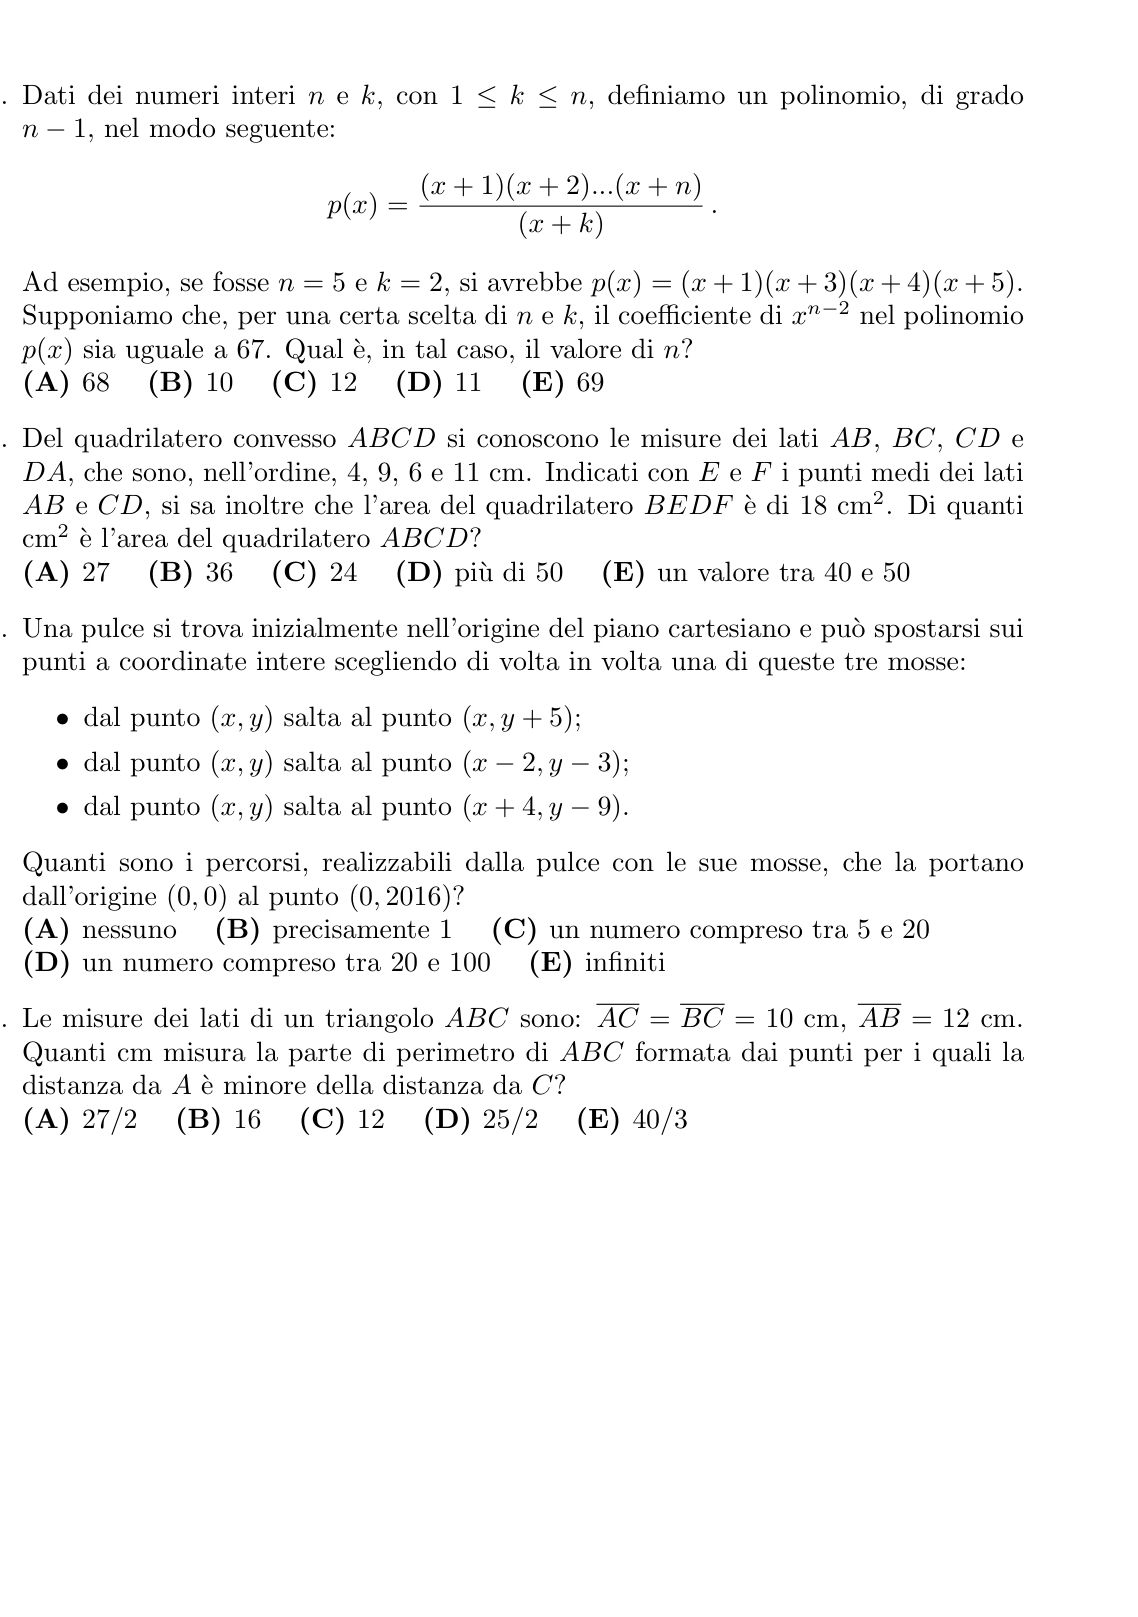 . Dati dei numeri interi n e k, con 1 ≤ k ≤ n, definiamo un polinomio, di grado
n − 1, nel modo seguente:
p(x) = (x + 1)(x + 2)...(x + n) / (x + k) .
Ad esempio, se fosse n = 5 e k = 2, si avrebbe p(x) = (x + 1)(x + 3)(x + 4)(x + 5).
Supponiamo che, per una certa scelta di n e k, il coefficiente di xⁿ⁻² nel polinomio
p(x) sia uguale a 67. Qual è, in tal caso, il valore di n?
(A) 68 (B) 10 (C) 12 (D) 11 (E) 69
. Del quadrilatero convesso ABCD si conoscono le misure dei lati AB, BC, CD e
DA, che sono, nell'ordine, 4, 9, 6 e 11 cm. Indicati con E e F i punti medi dei lati
AB e CD, si sa inoltre che l'area del quadrilatero BEDF è di 18 cm². Di quanti
cm² è l'area del quadrilatero ABCD?
(A) 27 (B) 36 (C) 24 (D) più di 50 (E) un valore tra 40 e 50
. Una pulce si trova inizialmente nell'origine del piano cartesiano e può spostarsi sui
punti a coordinate intere scegliendo di volta in volta una di queste tre mosse:
• dal punto (x, y) salta al punto (x, y + 5);
• dal punto (x, y) salta al punto (x − 2, y − 3);
• dal punto (x, y) salta al punto (x + 4, y − 9).
Quanti sono i percorsi, realizzabili dalla pulce con le sue mosse, che la portano
dall'origine (0, 0) al punto (0, 2016)?
(A) nessuno (B) precisamente 1 (C) un numero compreso tra 5 e 20
(D) un numero compreso tra 20 e 100 (E) infiniti
. Le misure dei lati di un triangolo ABC sono: A̅C̅ = B̅C̅ = 10 cm, A̅B̅ = 12 cm.
Quanti cm misura la parte di perimetro di ABC formata dai punti per i quali la
distanza da A è minore della distanza da C?
(A) 27/2 (B) 16 (C) 12 (D) 25/2 (E) 40/3